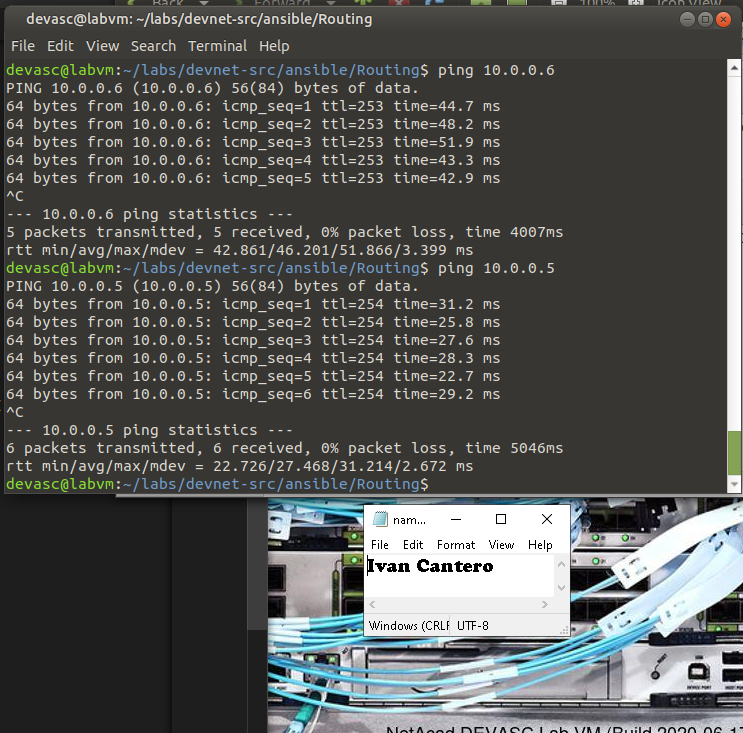 Back Forward 100% Icon View
devasc@labvm: ~/labs/devnet-src/ansible/Routing
File Edit View Search Terminal Help
devasc@labvm:~/labs/devnet-src/ansible/Routing$ ping 10.0.0.6
PING 10.0.0.6 (10.0.0.6) 56(84) bytes of data.
64 bytes from 10.0.0.6: icmp_seq=1 ttl=253 time=44.7 ms
64 bytes from 10.0.0.6: icmp_seq=2 ttl=253 time=48.2 ms
64 bytes from 10.0.0.6: icmp_seq=3 ttl=253 time=51.9 ms
64 bytes from 10.0.0.6: icmp_seq=4 ttl=253 time=43.3 ms
64 bytes from 10.0.0.6: icmp_seq=5 ttl=253 time=42.9 ms
^C
--- 10.0.0.6 ping statistics ---
5 packets transmitted, 5 received, 0% packet loss, time 4007ms
rtt min/avg/max/mdev = 42.861/46.201/51.866/3.399 ms
devasc@labvm:~/labs/devnet-src/ansible/Routing$ ping 10.0.0.5
PING 10.0.0.5 (10.0.0.5) 56(84) bytes of data.
64 bytes from 10.0.0.5: icmp_seq=1 ttl=254 time=31.2 ms
64 bytes from 10.0.0.5: icmp_seq=2 ttl=254 time=25.8 ms
64 bytes from 10.0.0.5: icmp_seq=3 ttl=254 time=27.6 ms
64 bytes from 10.0.0.5: icmp_seq=4 ttl=254 time=28.3 ms
64 bytes from 10.0.0.5: icmp_seq=5 ttl=254 time=22.7 ms
64 bytes from 10.0.0.5: icmp_seq=6 ttl=254 time=29.2 ms
^C
--- 10.0.0.5 ping statistics ---
6 packets transmitted, 6 received, 0% packet loss, time 5046ms
rtt min/avg/max/mdev = 22.726/27.468/31.214/2.672 ms
devasc@labvm:~/labs/devnet-src/ansible/Routing$
nam...
File Edit Format View Help
Ivan Cantero
Windows (CRLF UTF-8
NetAcad DEVASC Lab VM (Build 2020-06-17